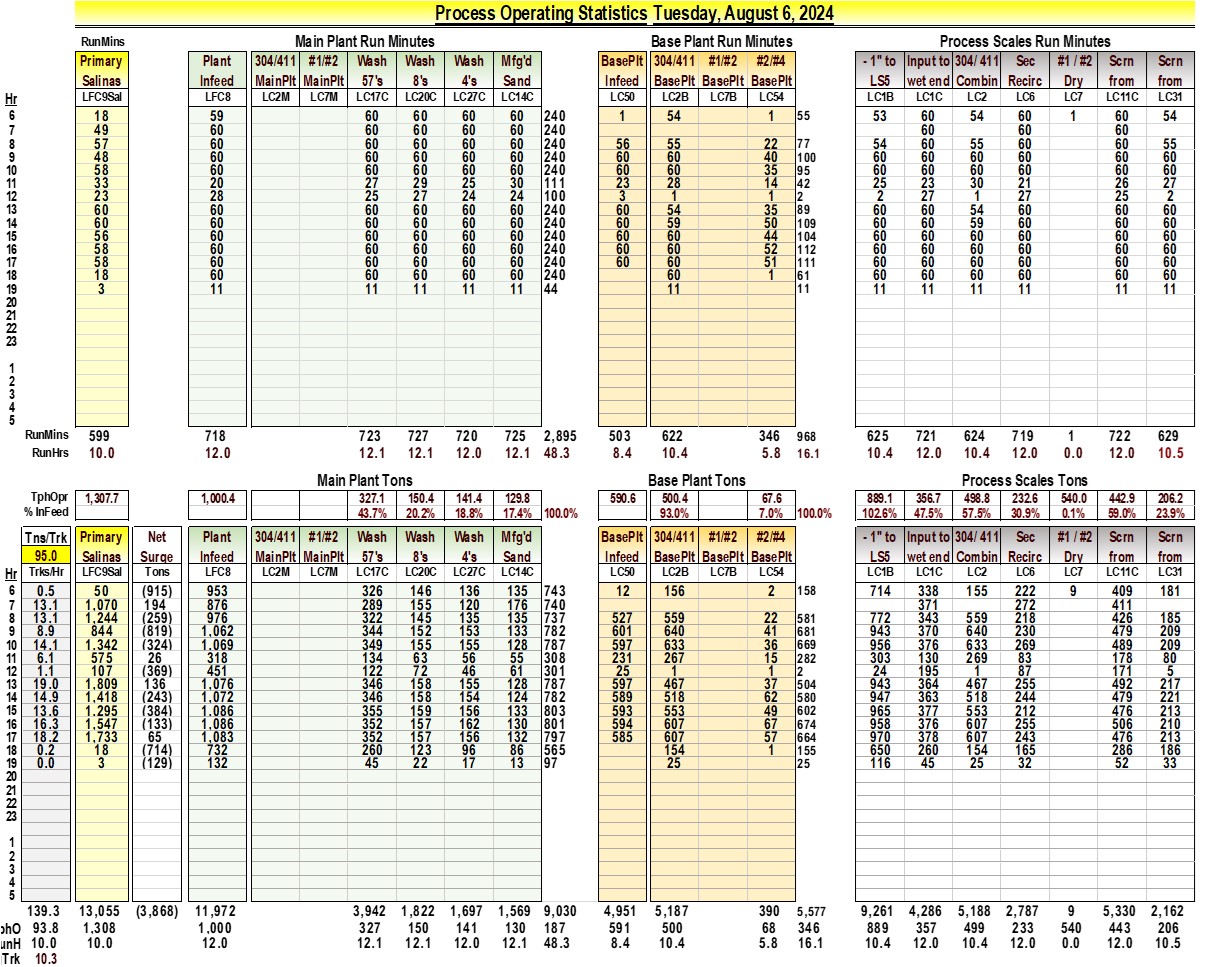 Process Operating Statistics Tuesday, August 6, 2024
RunMins Main Plant Run Minutes Base Plant Run Minutes Process Scales Run Minutes
Primary Plant 304/411 #1/#2 Wash Wash Wash Mfg'd BasePlt 304/411 #1/#2 #2/#4 - 1" to Input to 304/ 411 Sec #1 / #2 Scrn Scrn
Salinas Infeed MainPlt MainPlt 57's 8's 4's Sand Infeed BasePlt BasePlt BasePlt LS5 wet end Combin Recirc Dry from from
Hr LFC9Sal LFC8 LC2M LC7M LC17C LC20C LC27C LC14C LC50 LC2B LC7B LC54 LC1B LC1C LC2 LC6 LC7 LC11C LC31
6 18 59 60 60 60 60 240 1 54 1 55 53 60 54 60 1 60 54
7 49 60 60 60 60 60 240 60 60 60
8 57 60 60 60 60 60 240 56 55 22 77 54 60 55 60 60 55
9 48 60 60 60 60 60 240 60 60 40 100 60 60 60 60 60 60
10 58 60 60 60 60 60 240 60 60 35 95 60 60 60 60 60 60
11 33 20 27 29 25 30 111 23 28 14 42 25 23 30 21 26 27
12 23 28 25 27 24 24 100 3 1 1 2 2 27 1 27 25 2
13 60 60 60 60 60 60 240 60 54 35 89 60 60 54 60 60 60
14 60 60 60 60 60 60 240 60 59 50 109 60 60 59 60 60 60
15 56 60 60 60 60 60 240 60 60 44 104 60 60 60 60 60 60
16 58 60 60 60 60 60 240 60 60 52 112 60 60 60 60 60 60
17 58 60 60 60 60 60 240 60 60 51 111 60 60 60 60 60 60
18 18 60 60 60 60 60 240 60 1 61 60 60 60 60 60 60
19 3 11 11 11 11 11 44 11 11 11 11 11 11 11 11
20
21
22
23
1
2
3
4
5
RunMins 599 718 723 727 720 725 2,895 503 622 346 968 625 721 624 719 1 722 629
RunHrs 10.0 12.0 12.1 12.1 12.0 12.1 48.3 8.4 10.4 5.8 16.1 10.4 12.0 10.4 12.0 0.0 12.0 10.5
Main Plant Tons Base Plant Tons Process Scales Tons
TphOpr 1,307.7 1,000.4 327.1 150.4 141.4 129.8 590.6 500.4 67.6 889.1 356.7 498.8 232.6 540.0 442.9 206.2
% InFeed 43.7% 20.2% 18.8% 17.4% 100.0% 93.0% 7.0% 100.0% 102.6% 47.5% 57.5% 30.9% 0.1% 59.0% 23.9%
Tns/Trk Primary Net Plant 304/411 #1/#2 Wash Wash Wash Mfg'd BasePlt 304/411 #1/#2 #2/#4 - 1" to Input to 304/ 411 Sec #1 / #2 Scrn Scrn
95.0 Salinas Surge Infeed MainPlt MainPlt 57's 8's 4's Sand Infeed BasePlt BasePlt BasePlt LS5 wet end Combin Recirc Dry from from
Hr Trks/Hr LFC9Sal Tons LFC8 LC2M LC7M LC17C LC20C LC27C LC14C LC50 LC2B LC7B LC54 LC1B LC1C LC2 LC6 LC7 LC11C LC31
6 0.5 50 (915) 953 326 146 136 135 743 12 156 2 158 714 338 155 222 9 409 181
7 13.1 1,070 194 876 289 155 120 176 740 371 272 411
8 13.1 1,244 (259) 976 322 145 135 135 737 527 559 22 581 772 343 559 218 426 185
9 8.9 844 (819) 1,062 344 152 153 133 782 601 640 41 681 943 370 640 230 479 209
10 14.1 1,342 (324) 1,069 349 155 155 128 787 597 633 36 669 956 376 633 269 489 209
11 6.1 575 26 318 134 63 56 55 308 231 267 15 282 303 130 269 83 178 80
12 1.1 107 (369) 451 122 72 46 61 301 25 1 1 2 24 195 1 87 171 5
13 19.0 1,809 136 1,076 346 158 155 128 787 597 467 37 504 943 364 467 255 492 217
14 14.9 1,418 (243) 1,072 346 158 154 124 782 589 518 62 580 947 363 518 244 479 221
15 13.6 1,295 (384) 1,086 355 159 156 133 803 593 553 49 602 965 377 553 212 476 213
16 16.3 1,547 (133) 1,086 352 157 162 130 801 594 607 67 674 958 376 607 255 506 210
17 18.2 1,733 65 1,083 352 157 156 132 797 585 607 57 664 970 378 607 243 476 213
18 0.2 18 (714) 732 260 123 96 86 565 154 1 155 650 260 154 165 286 186
19 0.0 3 (129) 132 45 22 17 13 97 25 25 116 45 25 32 52 33
20
21
22
23
1
2
3
4
5
139.3 13,055 (3,868) 11,972 3,942 1,822 1,697 1,569 9,030 4,951 5,187 390 5,577 9,261 4,286 5,188 2,787 9 5,330 2,162
phO 93.8 1,308 1,000 327 150 141 130 187 591 500 68 346 889 357 499 233 540 443 206
unH 10.0 10.0 12.0 12.1 12.1 12.0 12.1 48.3 8.4 10.4 5.8 16.1 10.4 12.0 10.4 12.0 0.0 12.0 10.5
Trk 10.3